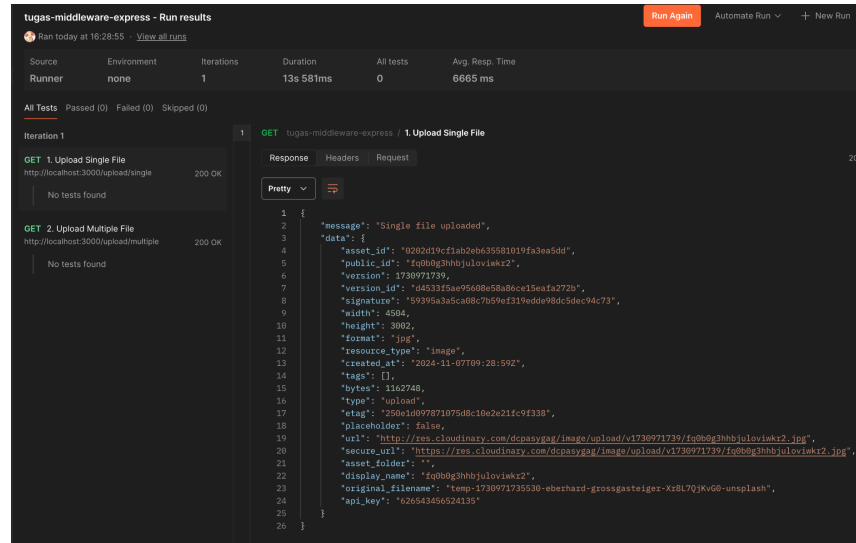 tugas-middleware-express - Run results
Run Again
Automate Run
+ New Run
Ran today at 16:28:55 · View all runs
Source Environment Iterations Duration All tests Avg. Resp. Time
Runner none 1 13s 581ms 0 6665 ms
All Tests Passed (0) Failed (0) Skipped (0)
Iteration 1
1
GET 1. Upload Single File
http://localhost:3000/upload/single 200 OK
No tests found
GET 2. Upload Multiple File
http://localhost:3000/upload/multiple 200 OK
No tests found
GET tugas-middleware-express / 1. Upload Single File
Response Headers Request
20
Pretty
1 {
2 "message": "Single file uploaded",
3 "data": {
4 "asset_id": "0202d19cf1ab2eb635581019fa3ea5dd",
5 "public_id": "fq0b0g3hhbjuloviwkr2",
6 "version": 1730971739,
7 "version_id": "d4533f5ae95608e58a86ce15eafa272b",
8 "signature": "59395a3a5ca08c7b59ef319edde98dc5dec94c73",
9 "width": 4504,
10 "height": 3002,
11 "format": "jpg",
12 "resource_type": "image",
13 "created_at": "2024-11-07T09:28:59Z",
14 "tags": [],
15 "bytes": 1162748,
16 "type": "upload",
17 "etag": "250e1d097871075d8c10e2e21fc9f338",
18 "placeholder": false,
19 "url": "http://res.cloudinary.com/dcpasygag/image/upload/v1730971739/fq0b0g3hhbjuloviwkr2.jpg",
20 "secure_url": "https://res.cloudinary.com/dcpasygag/image/upload/v1730971739/fq0b0g3hhbjuloviwkr2.jpg",
21 "asset_folder": "",
22 "display_name": "fq0b0g3hhbjuloviwkr2",
23 "original_filename": "temp-1730971735530-eberhard-grossgasteiger-Xr8L7QjKvG0-unsplash",
24 "api_key": "626543456524135"
25 }
26 }